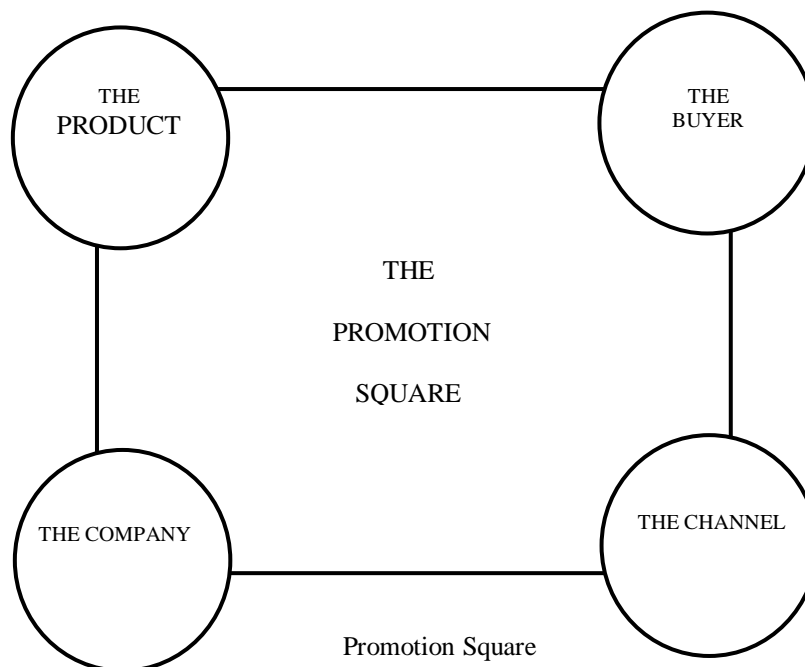 THE
PRODUCT
THE
BUYER
THE
PROMOTION
SQUARE
THE COMPANY
THE CHANNEL
Promotion Square